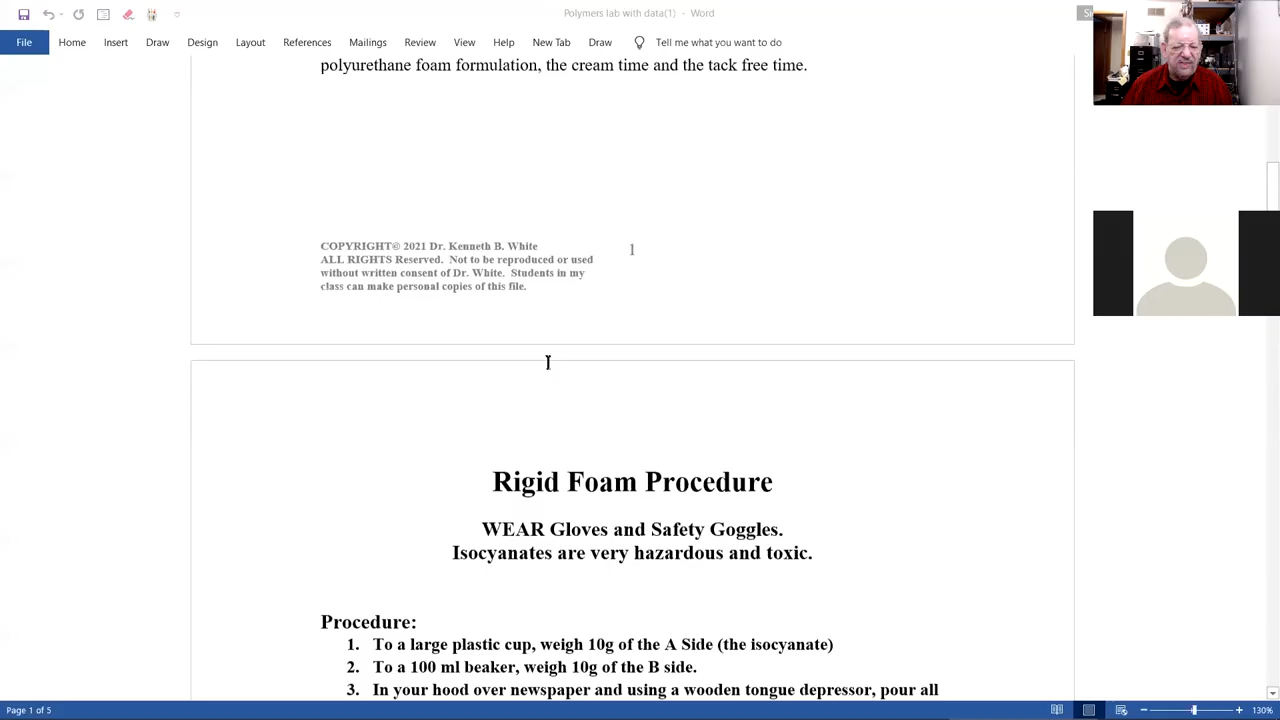 Polymers lab with data(1) - Word
File Home Insert Draw Design Layout References Mailings Review View Help New Tab Draw Tell me what you want to do
polyurethane foam formulation, the cream time and the tack free time.
COPYRIGHT© 2021 Dr. Kenneth B. White
ALL RIGHTS Reserved. Not to be reproduced or used
without written consent of Dr. White. Students in my
class can make personal copies of this file.
1
Rigid Foam Procedure
WEAR Gloves and Safety Goggles.
Isocyanates are very hazardous and toxic.
Procedure:
1. To a large plastic cup, weigh 10g of the A Side (the isocyanate)
2. To a 100 ml beaker, weigh 10g of the B side.
3. In your hood over newspaper and using a wooden tongue depressor, pour all
Page 1 of 5
130%